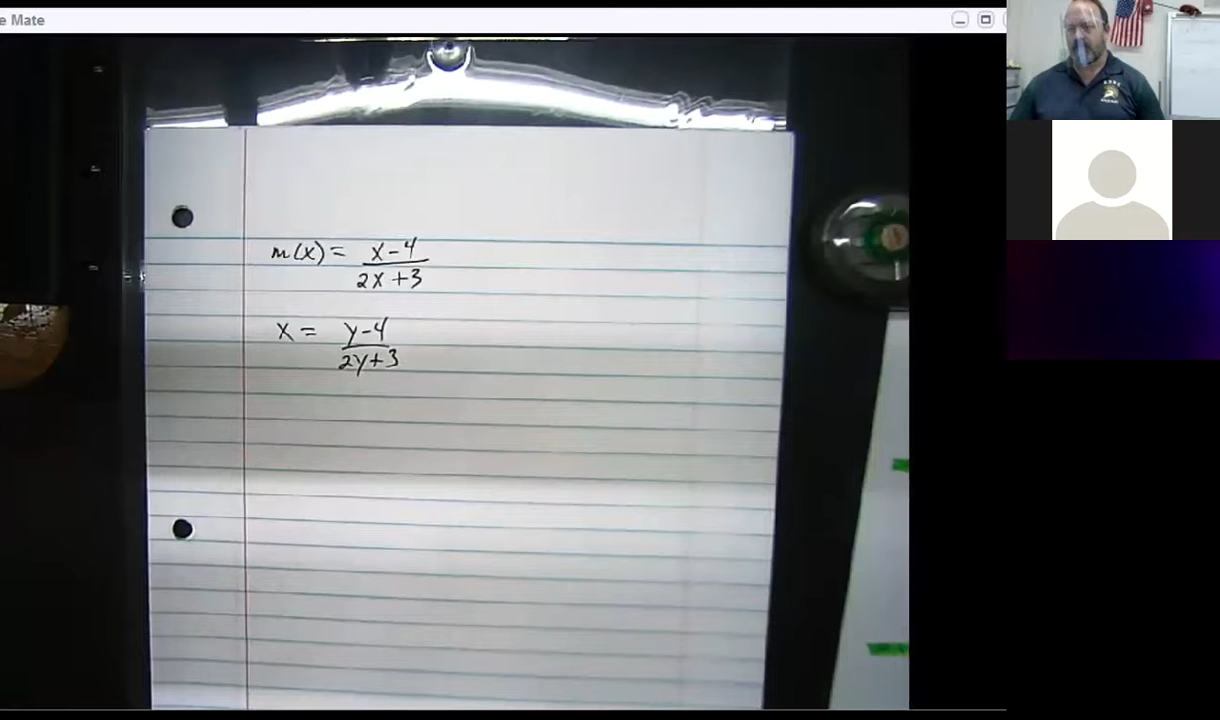 e Mate
m(x) = x-4
2x+3
x = y-4
2y+3